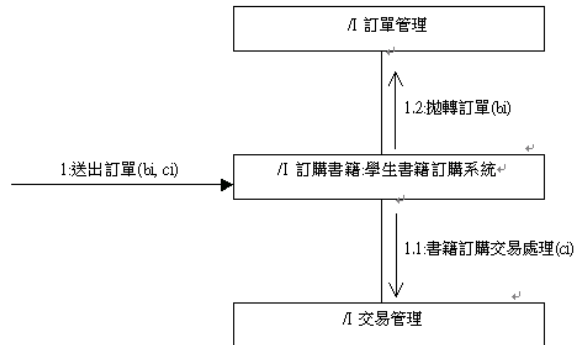 /I 訂單管理
1.2:拋轉訂單(bi)
1:送出訂單(bi, ci)
/I 訂購書籍:學生書籍訂購系統
1.1:書籍訂購交易處理(ci)
/I 交易管理